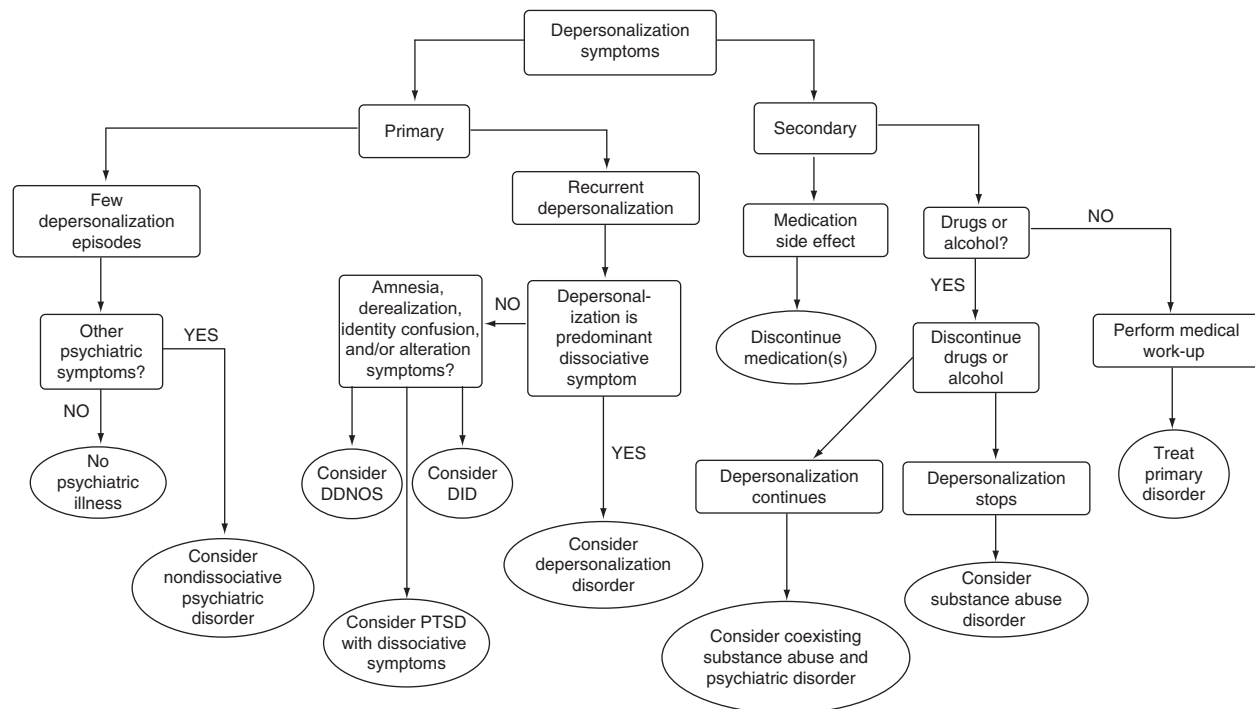 Depersonalization
symptoms
Primary
Secondary
Few
depersonalization
episodes
Recurrent
depersonalization
Medication
side effect
Drugs or
alcohol?
NO
YES
Amnesia,
derealization,
identity confusion,
and/or alteration
symptoms?
NO
Depersonal-
ization is
predominant
dissociative
symptom
Other
psychiatric
symptoms?
YES
NO
Discontinue
medication(s)
Discontinue
drugs or
alcohol
Perform medical
work-up
No
psychiatric
illness
Consider
DDNOS
Consider
DID
YES
Depersonalization
continues
Depersonalization
stops
Treat
primary
disorder
Consider
nondissociative
psychiatric
disorder
Consider PTSD
with dissociative
symptoms
Consider
depersonalization
disorder
Consider coexisting
substance abuse and
psychiatric disorder
Consider
substance abuse
disorder